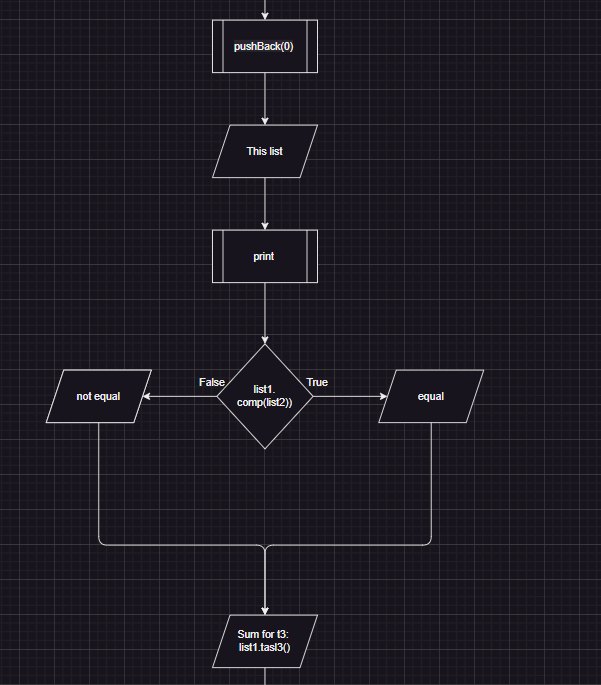 pushBack(0)
This list
print
False
True
list1.
comp(list2))
not equal
equal
Sum for t3:
list1.tasl3()